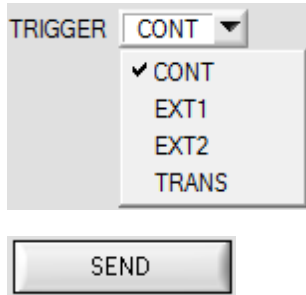 TRIGGER CONT
CONT
EXT1
EXT2
TRANS
SEND